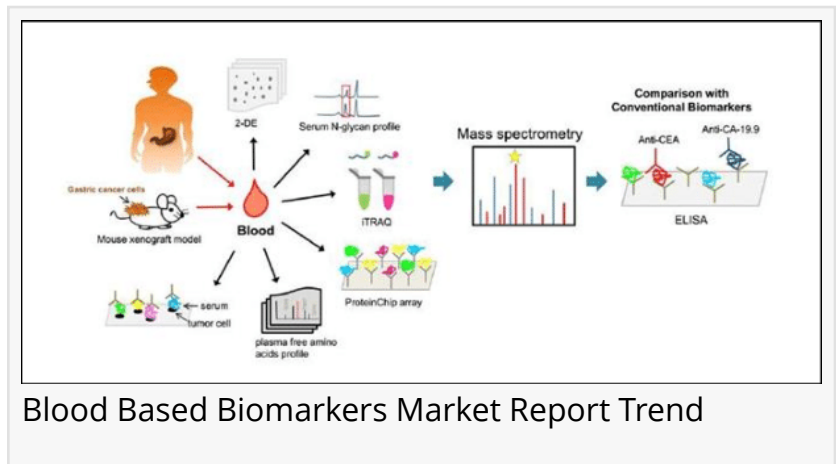 2-DE
Serum N-glycan profile
Comparison with
Conventional Biomarkers
Anti-CEA
Anti-CA-19.9
Mass spectrometry
Gastric cancer cells
Mouse xenograft model
Blood
iTRAQ
ELISA
ProteinChip array
serum
tumor cell
plasma free amino
acids profile
Blood Based Biomarkers Market Report Trend